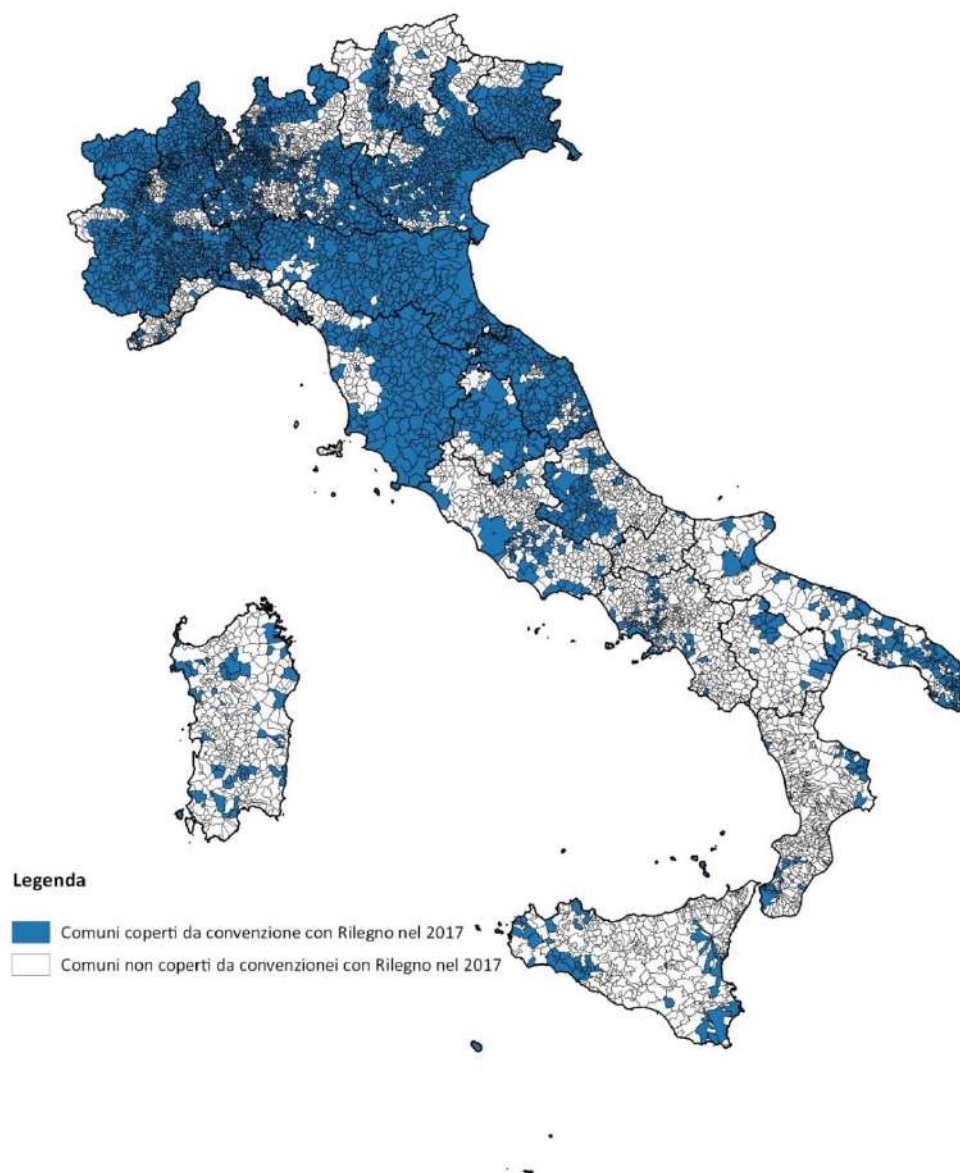 Legenda
Comuni coperti da convenzione con Rilegno nel 2017
Comuni non coperti da convenzionei con Rilegno nel 2017